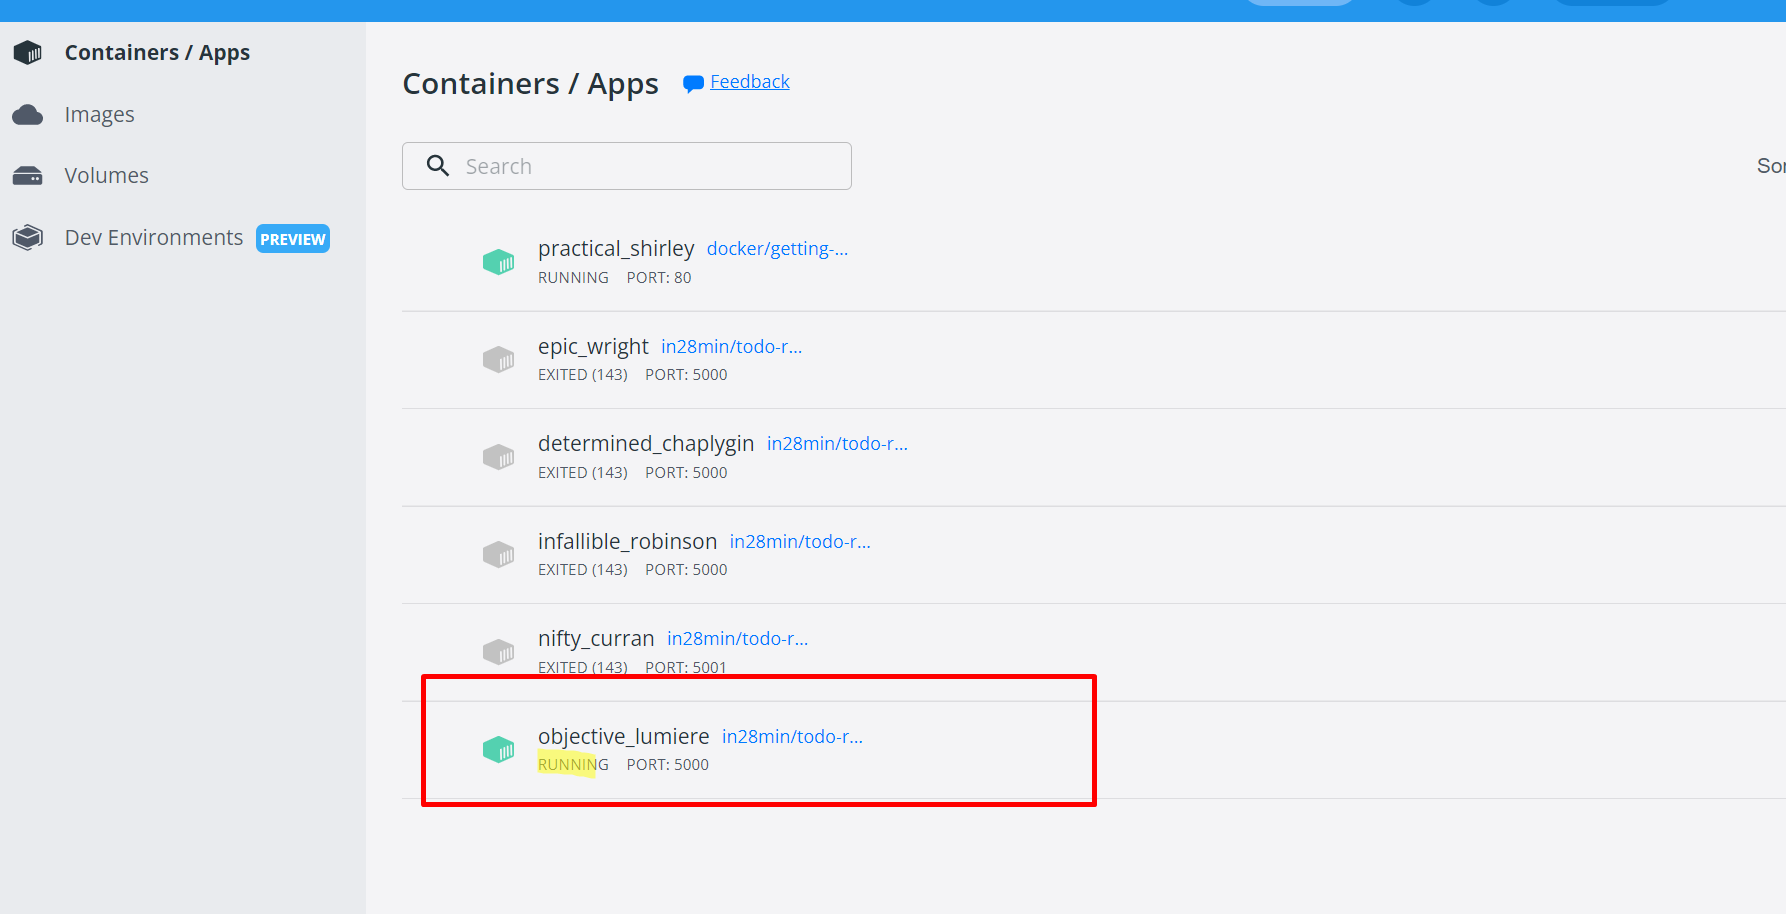 Containers / Apps
Images
Volumes
Dev Environments PREVIEW
Containers / Apps Feedback
Search
practical_shirley docker/getting-...
RUNNING PORT: 80
epic_wright in28min/todo-r...
EXITED (143) PORT: 5000
determined_chaplygin in28min/todo-r...
EXITED (143) PORT: 5000
infallible_robinson in28min/todo-r...
EXITED (143) PORT: 5000
nifty_curran in28min/todo-r...
EXITED (143) PORT: 5001
objective_lumiere in28min/todo-r...
RUNNING PORT: 5000